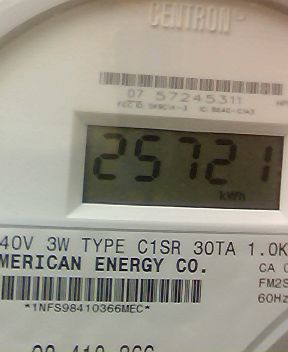 CENTRON
07 57245311
25721
kWh
40V 3W TYPE C1SR 30TA 1.0K
MERICAN ENERGY CO.
CA
FM2S
60Hz
*1NFS98410366MEC*